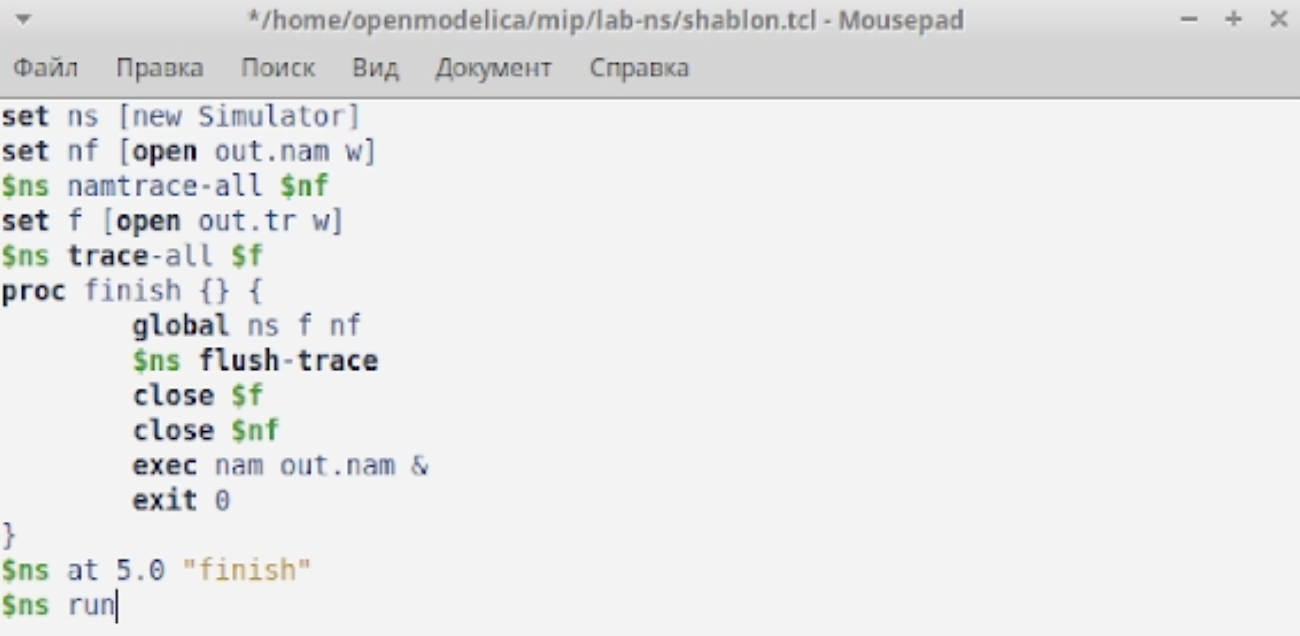 */home/openmodelica/mip/lab-ns/shablon.tcl - Mousepad
Файл Правка Поиск Вид Документ Справка
set ns [new Simulator]
set nf [open out.nam w]
$ns namtrace-all $nf
set f [open out.tr w]
$ns trace-all $f
proc finish {} {
        global ns f nf
        $ns flush-trace
        close $f
        close $nf
        exec nam out.nam &
        exit 0
}
$ns at 5.0 "finish"
$ns run